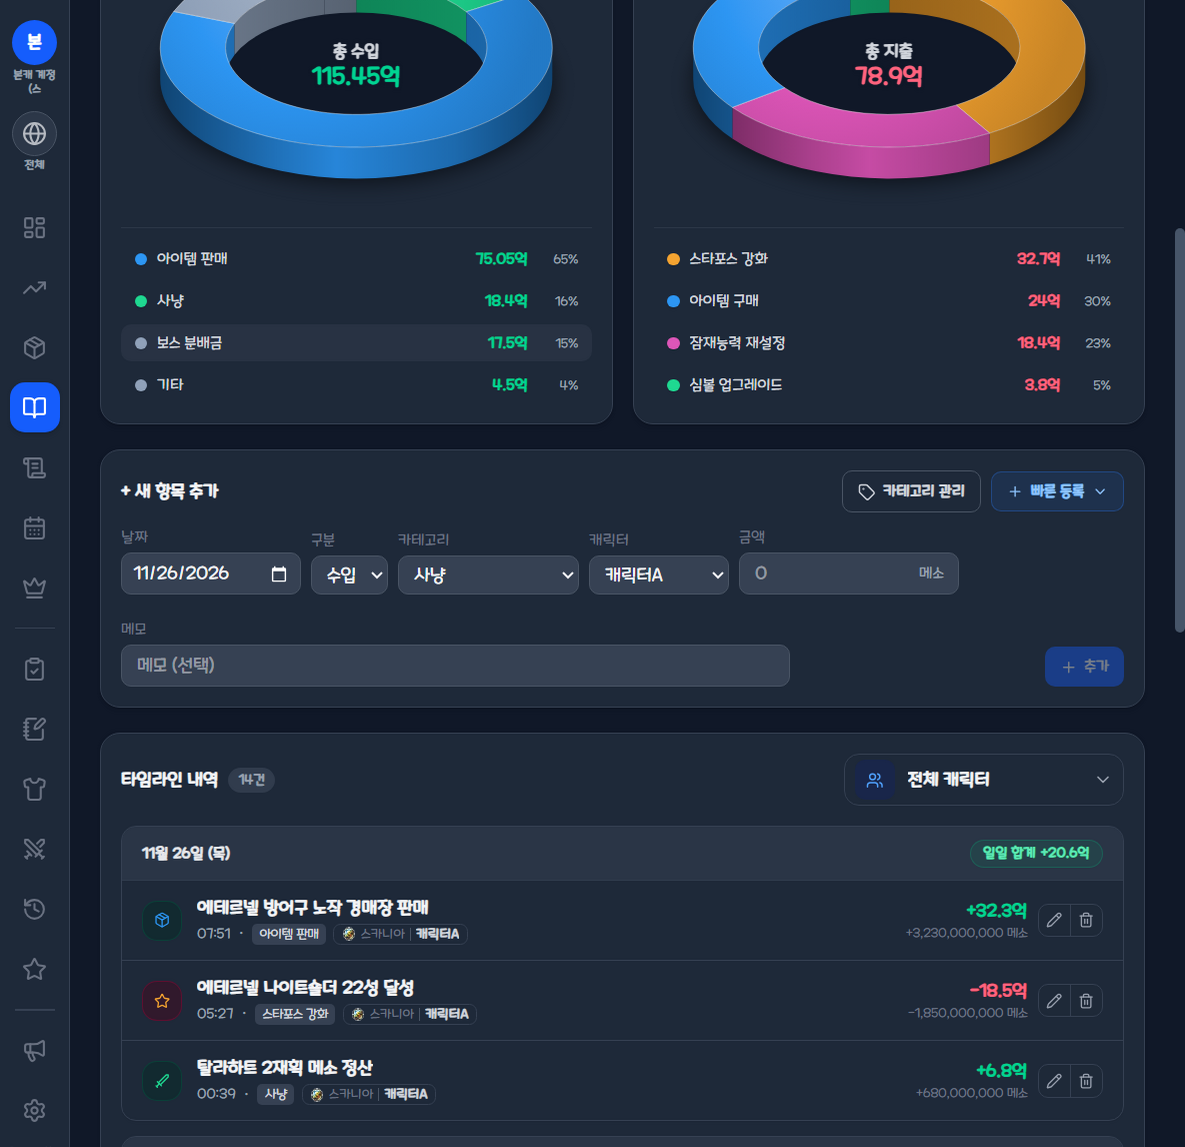 본
본캐 계정
(스
전체
총 수입
115.45억
아이템 판매 75.05억 65%
사냥 18.4억 16%
보스 분배금 17.5억 15%
기타 4.5억 4%
총 지출
78.9억
스타포스 강화 32.7억 41%
아이템 구매 24억 30%
잠재능력 재설정 18.4억 23%
심볼 업그레이드 3.8억 5%
+ 새 항목 추가
카테고리 관리
+ 빠른 등록
날짜 구분 카테고리 캐릭터 금액
11/26/2026 수입 사냥 캐릭터A 0 메소
메모
메모 (선택)
+ 추가
타임라인 내역 14건
전체 캐릭터
11월 26일 (목) 일일 합계 +20.6억
에테르넬 방어구 노작 경매장 판매 +32.3억
07:51 · 아이템 판매 스카니아 | 캐릭터A +3,230,000,000 메소
에테르넬 나이트숄더 22성 달성 -18.5억
05:27 · 스타포스 강화 스카니아 | 캐릭터A -1,850,000,000 메소
탈라하트 2재획 메소 정산 +6.8억
00:39 · 사냥 스카니아 | 캐릭터A +680,000,000 메소